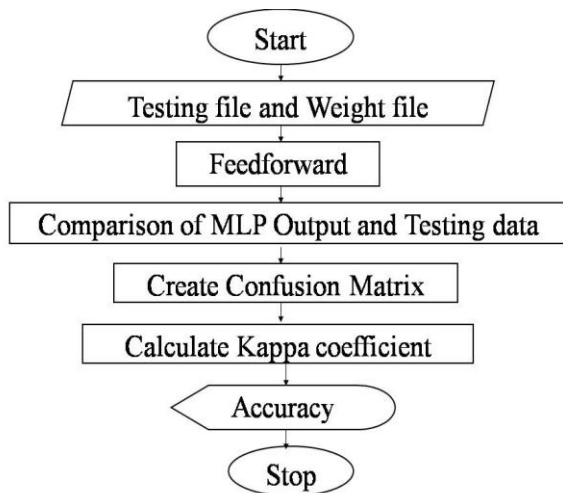 Start
Testing file and Weight file
Feedforward
Comparison of MLP Output and Testing data
Create Confusion Matrix
Calculate Kappa coefficient
Accuracy
Stop